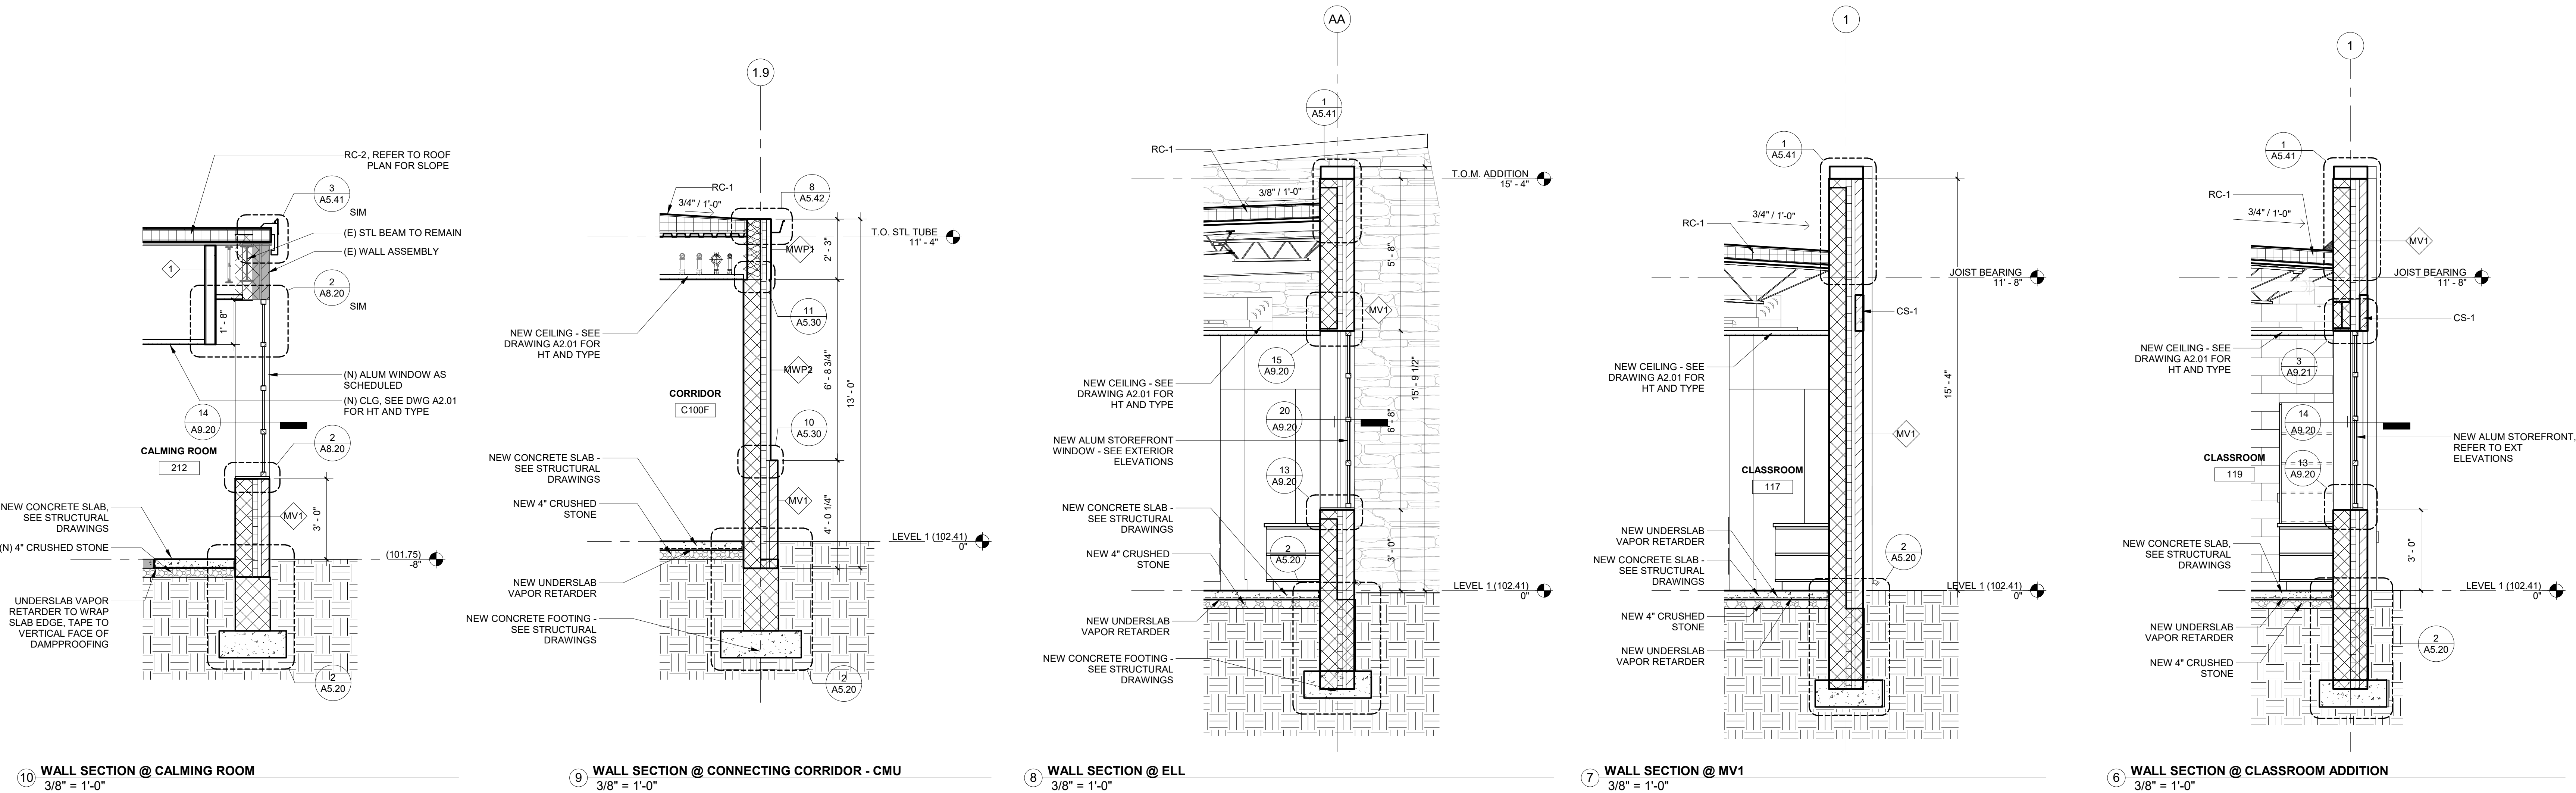 RC-2, REFER TO ROOF
PLAN FOR SLOPE
3
A5.41
SIM
(E) STL BEAM TO REMAIN
(E) WALL ASSEMBLY
1
2
A8.20
SIM
1' - 8"
(N) ALUM WINDOW AS
SCHEDULED
(N) CLG, SEE DWG A2.01
FOR HT AND TYPE
14
A9.20
2
A8.20
CALMING ROOM
212
NEW CONCRETE SLAB,
SEE STRUCTURAL
DRAWINGS
(N) 4" CRUSHED STONE
MV1
3' - 0"
(101.75)
-8"
UNDERSLAB VAPOR
RETARDER TO WRAP
SLAB EDGE, TAPE TO
VERTICAL FACE OF
DAMPPROOFING
2
A5.20
10
WALL SECTION @ CALMING ROOM
3/8" = 1'-0"
1.9
RC-1
3/4" / 1'-0"
8
A5.42
MWP1
T.O. STL TUBE
11' - 4"
2' - 3"
11
A5.30
NEW CEILING - SEE
DRAWING A2.01 FOR
HT AND TYPE
MWP2
6' - 8 3/4"
13' - 0"
CORRIDOR
C100F
10
A5.30
NEW CONCRETE SLAB -
SEE STRUCTURAL
DRAWINGS
NEW 4" CRUSHED
STONE
MV1
4' - 0 1/4"
LEVEL 1 (102.41)
0"
NEW UNDERSLAB
VAPOR RETARDER
NEW CONCRETE FOOTING -
SEE STRUCTURAL
DRAWINGS
2
A5.20
9
WALL SECTION @ CONNECTING CORRIDOR - CMU
3/8" = 1'-0"
AA
1
A5.41
RC-1
T.O.M. ADDITION
15' - 4"
3/8" / 1'-0"
5' - 8"
MV1
15
A9.20
NEW CEILING - SEE
DRAWING A2.01 FOR
HT AND TYPE
15' - 9 1/2"
20
A9.20
6' - 8"
NEW ALUM STOREFRONT
WINDOW - SEE EXTERIOR
ELEVATIONS
13
A9.20
NEW CONCRETE SLAB -
SEE STRUCTURAL
DRAWINGS
NEW 4" CRUSHED
STONE
2
A5.20
3' - 0"
LEVEL 1 (102.41)
0"
NEW UNDERSLAB
VAPOR RETARDER
NEW CONCRETE FOOTING -
SEE STRUCTURAL
DRAWINGS
8
WALL SECTION @ ELL
3/8" = 1'-0"
1
1
A5.41
RC-1
3/4" / 1'-0"
JOIST BEARING
11' - 8"
CS-1
NEW CEILING - SEE
DRAWING A2.01 FOR
HT AND TYPE
15' - 4"
MV1
CLASSROOM
117
NEW UNDERSLAB
VAPOR RETARDER
NEW CONCRETE SLAB -
SEE STRUCTURAL
DRAWINGS
2
A5.20
LEVEL 1 (102.41)
0"
NEW 4" CRUSHED
STONE
NEW UNDERSLAB
VAPOR RETARDER
7
WALL SECTION @ MV1
3/8" = 1'-0"
1
1
A5.41
RC-1
3/4" / 1'-0"
MV1
JOIST BEARING
11' - 8"
CS-1
NEW CEILING - SEE
DRAWING A2.01 FOR
HT AND TYPE
3
A9.21
14
A9.20
NEW ALUM STOREFRONT,
REFER TO EXT
ELEVATIONS
CLASSROOM
119
13
A9.20
NEW CONCRETE SLAB,
SEE STRUCTURAL
DRAWINGS
3' - 0"
LEVEL 1 (102.41)
0"
NEW UNDERSLAB
VAPOR RETARDER
NEW 4" CRUSHED
STONE
2
A5.20
6
WALL SECTION @ CLASSROOM ADDITION
3/8" = 1'-0"